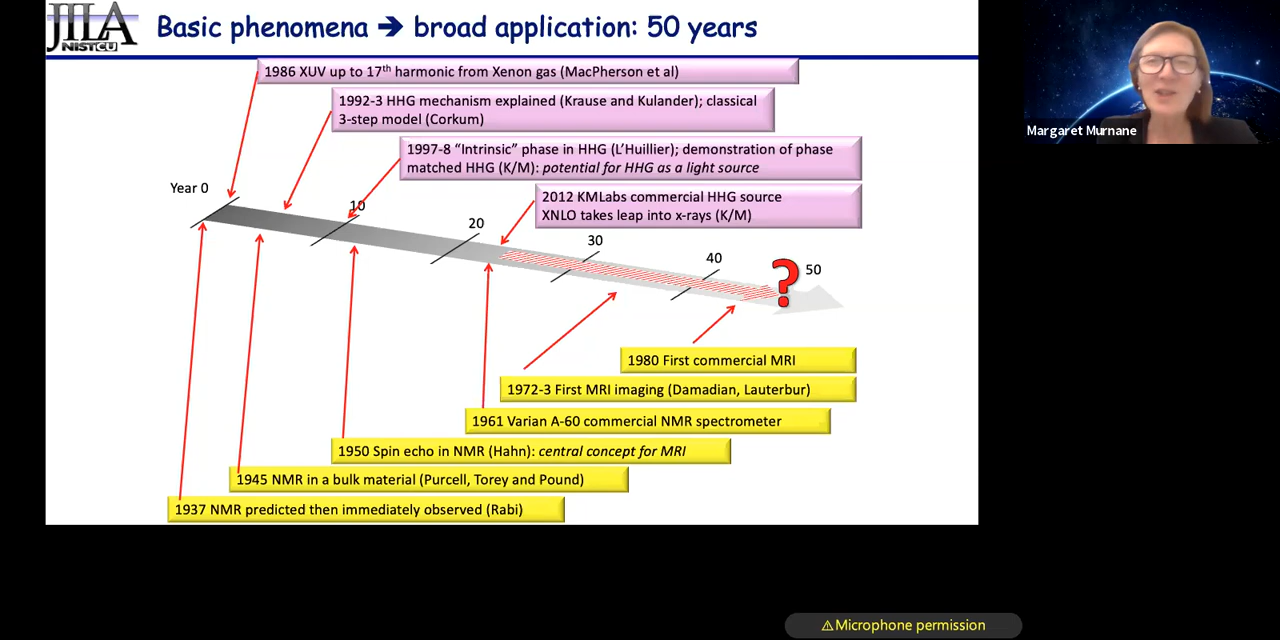 JILA
NIST CU
Basic phenomena ➔ broad application: 50 years
1986 XUV up to 17th harmonic from Xenon gas (MacPherson et al)
1992-3 HHG mechanism explained (Krause and Kulander); classical
3-step model (Corkum)
1997-8 “Intrinsic” phase in HHG (L’Huillier); demonstration of phase
matched HHG (K/M): potential for HHG as a light source
2012 KMLabs commercial HHG source
XNLO takes leap into x-rays (K/M)
Year 0
10
20
30
40
50
?
1980 First commercial MRI
1972-3 First MRI imaging (Damadian, Lauterbur)
1961 Varian A-60 commercial NMR spectrometer
1950 Spin echo in NMR (Hahn): central concept for MRI
1945 NMR in a bulk material (Purcell, Torey and Pound)
1937 NMR predicted then immediately observed (Rabi)
Margaret Murnane
⚠Microphone permission